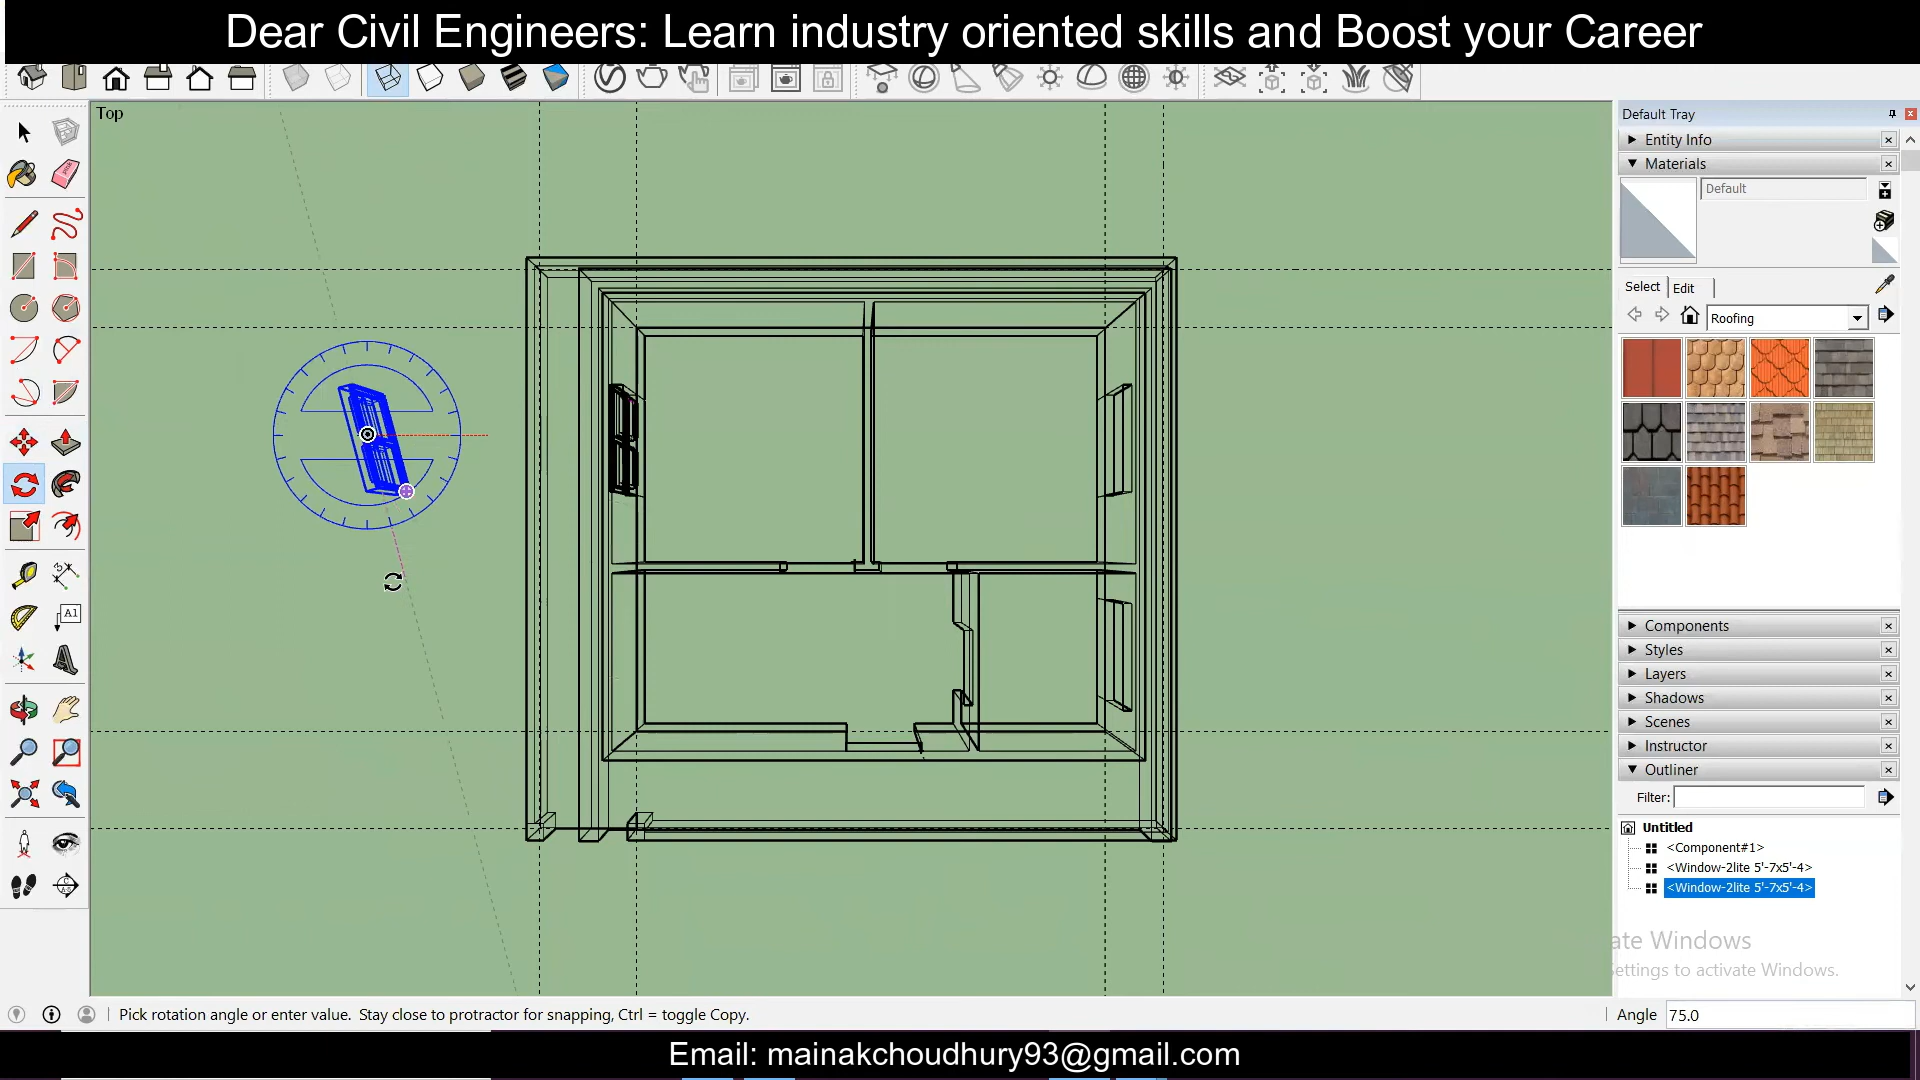 Dear Civil Engineers: Learn industry oriented skills and Boost your Career
Top
Default Tray
Entity Info
Materials
Default
Select
Edit
Roofing
A1
Components
Styles
Layers
Shadows
Scenes
Instructor
Outliner
Filter:
Untitled
<Component#1>
<Window-2lite 5'-7x5'-4>
<Window-2lite 5'-7x5'-4>
ate Windows
ettings to activate Windows.
Pick rotation angle or enter value. Stay close to protractor for snapping, Ctrl = toggle Copy.
Angle 75.0
Email: mainakchoudhury93@gmail.com